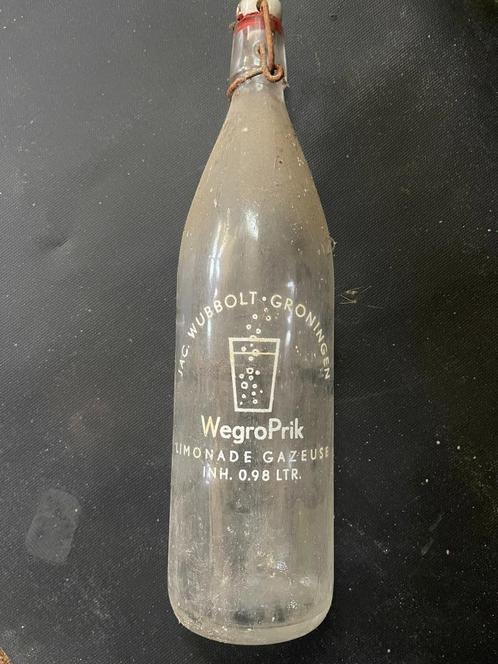 JAC. WUBBOLT · GRONINGEN
WegroPrik
LIMONADE GAZEUSE
INH. 0.98 LTR.